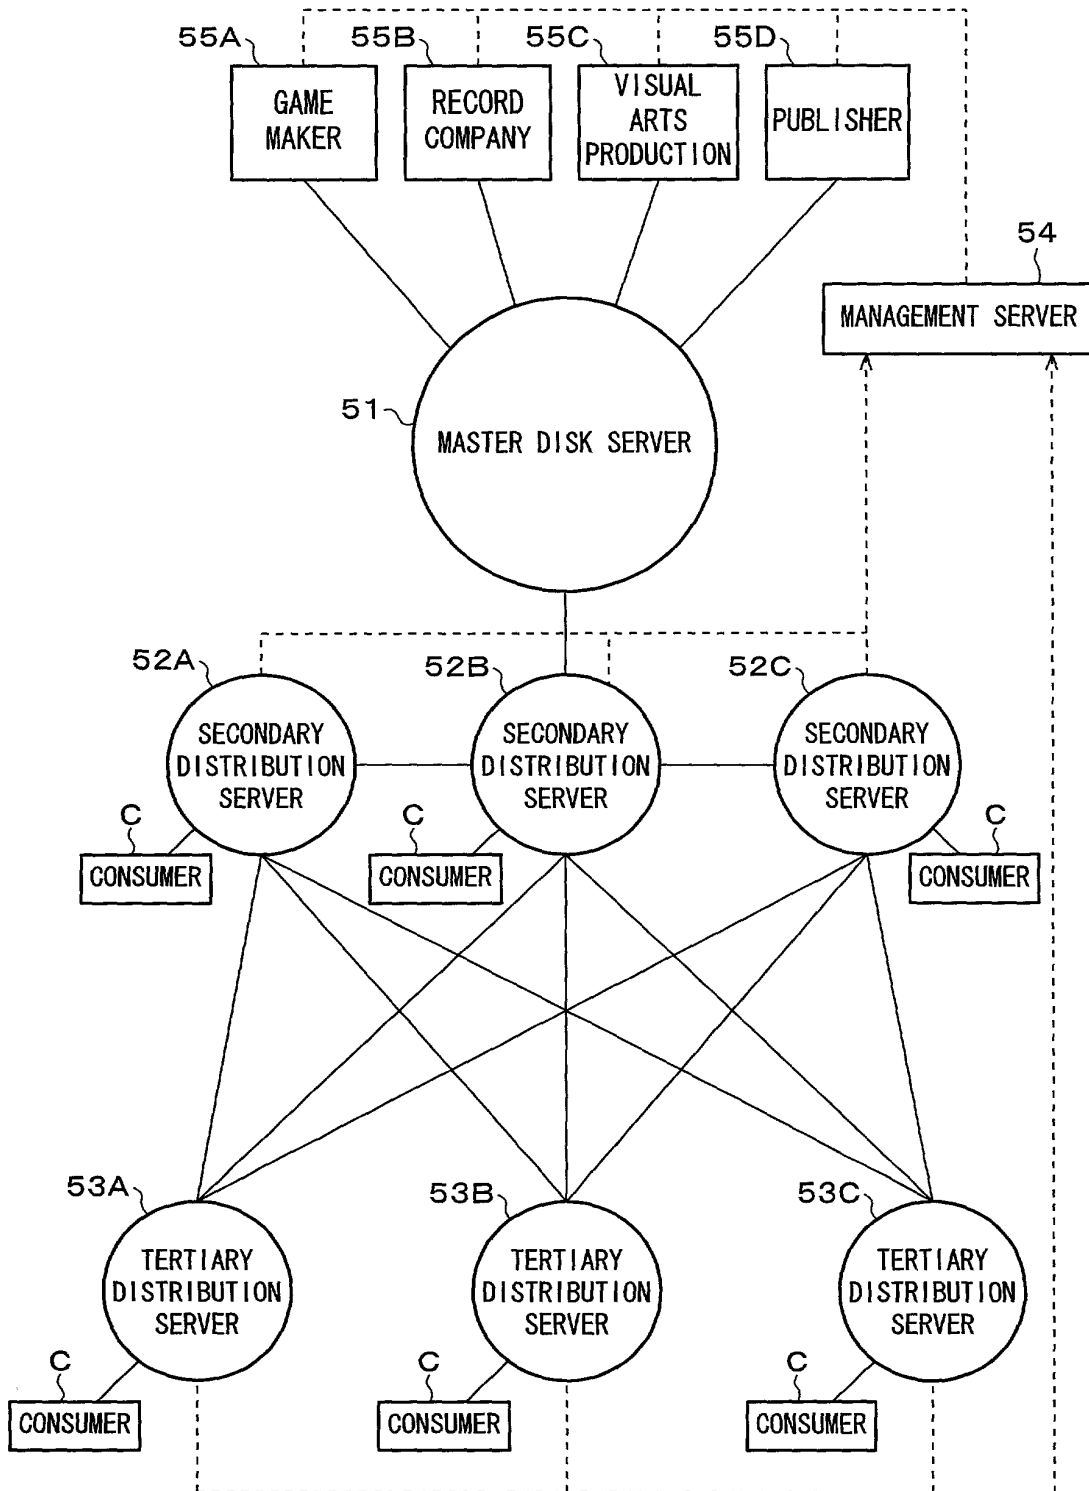 55A
55B
55C
55D
GAME
MAKER
RECORD
COMPANY
VISUAL
ARTS
PRODUCTION
PUBLISHER
54
MANAGEMENT SERVER
51
MASTER DISK SERVER
52A
52B
52C
SECONDARY
DISTRIBUTION
SERVER
SECONDARY
DISTRIBUTION
SERVER
SECONDARY
DISTRIBUTION
SERVER
C
CONSUMER
C
CONSUMER
C
CONSUMER
53A
53B
53C
TERTIARY
DISTRIBUTION
SERVER
TERTIARY
DISTRIBUTION
SERVER
TERTIARY
DISTRIBUTION
SERVER
C
CONSUMER
C
CONSUMER
C
CONSUMER